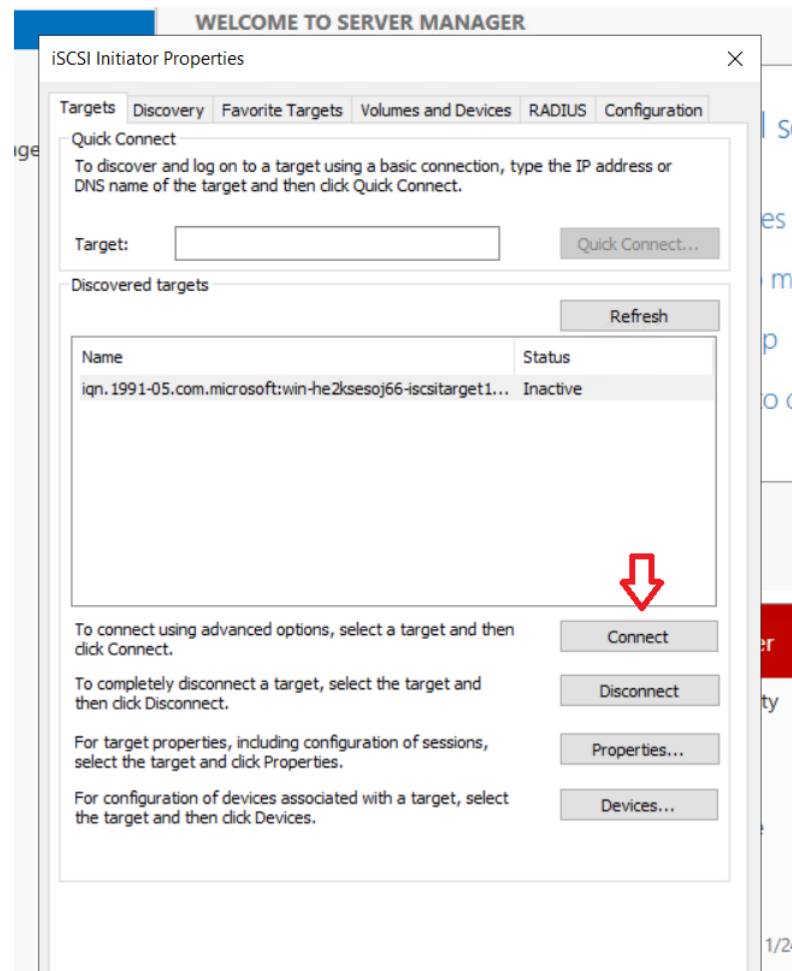 WELCOME TO SERVER MANAGER
iSCSI Initiator Properties
Targets Discovery Favorite Targets Volumes and Devices RADIUS Configuration
Quick Connect
To discover and log on to a target using a basic connection, type the IP address or
DNS name of the target and then click Quick Connect.
Target:
Quick Connect...
Discovered targets
Refresh
Name Status
iqn.1991-05.com.microsoft:win-he2ksesoj66-iscsitarget1... Inactive
To connect using advanced options, select a target and then
click Connect.
Connect
To completely disconnect a target, select the target and
then click Disconnect.
Disconnect
For target properties, including configuration of sessions,
select the target and click Properties.
Properties...
For configuration of devices associated with a target, select
the target and then click Devices.
Devices...